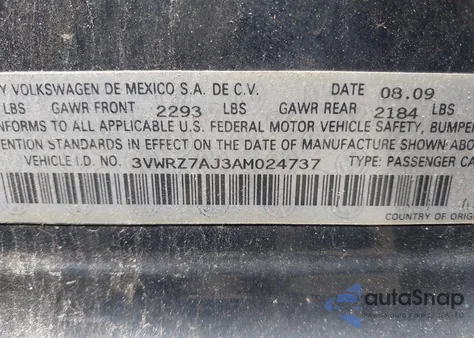 Y VOLKSWAGEN DE MEXICO S.A. DE C.V. DATE 08.09
LBS GAWR FRONT 2293 LBS GAWR REAR 2184 LBS
NFORMS TO ALL APPLICABLE U.S. FEDERAL MOTOR VEHICLE SAFETY, BUMPER
ENTION STANDARDS IN EFFECT ON THE DATE OF MANUFACTURE SHOWN ABO
VEHICLE I.D. NO. 3VWRZ7AJ3AM024737 TYPE: PASSENGER CA
COUNTRY OF ORIG
autoSnap